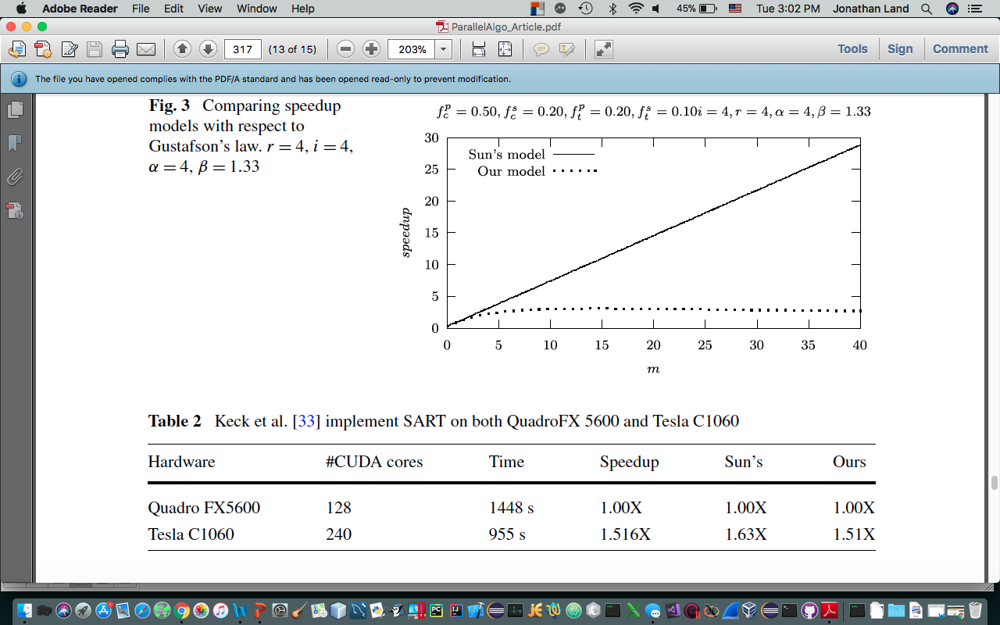 Adobe Reader File Edit View Window Help 45% Tue 3:02 PM Jonathan Land
ParallelAlgo_Article.pdf
317 (13 of 15) 203% Tools Sign Comment
The file you have opened complies with the PDF/A standard and has been opened read-only to prevent modification.
Fig. 3 Comparing speedup
models with respect to
Gustafson's law. r = 4, i = 4,
α = 4, β = 1.33
f_c^p = 0.50, f_c^s = 0.20, f_t^p = 0.20, f_t^s = 0.10i = 4, r = 4, α = 4, β = 1.33
Sun's model
Our model
speedup
30
25
20
15
10
5
0
0 5 10 15 20 25 30 35 40
m
Table 2 Keck et al. [33] implement SART on both QuadroFX 5600 and Tesla C1060
Hardware #CUDA cores Time Speedup Sun's Ours
Quadro FX5600 128 1448 s 1.00X 1.00X 1.00X
Tesla C1060 240 955 s 1.516X 1.63X 1.51X